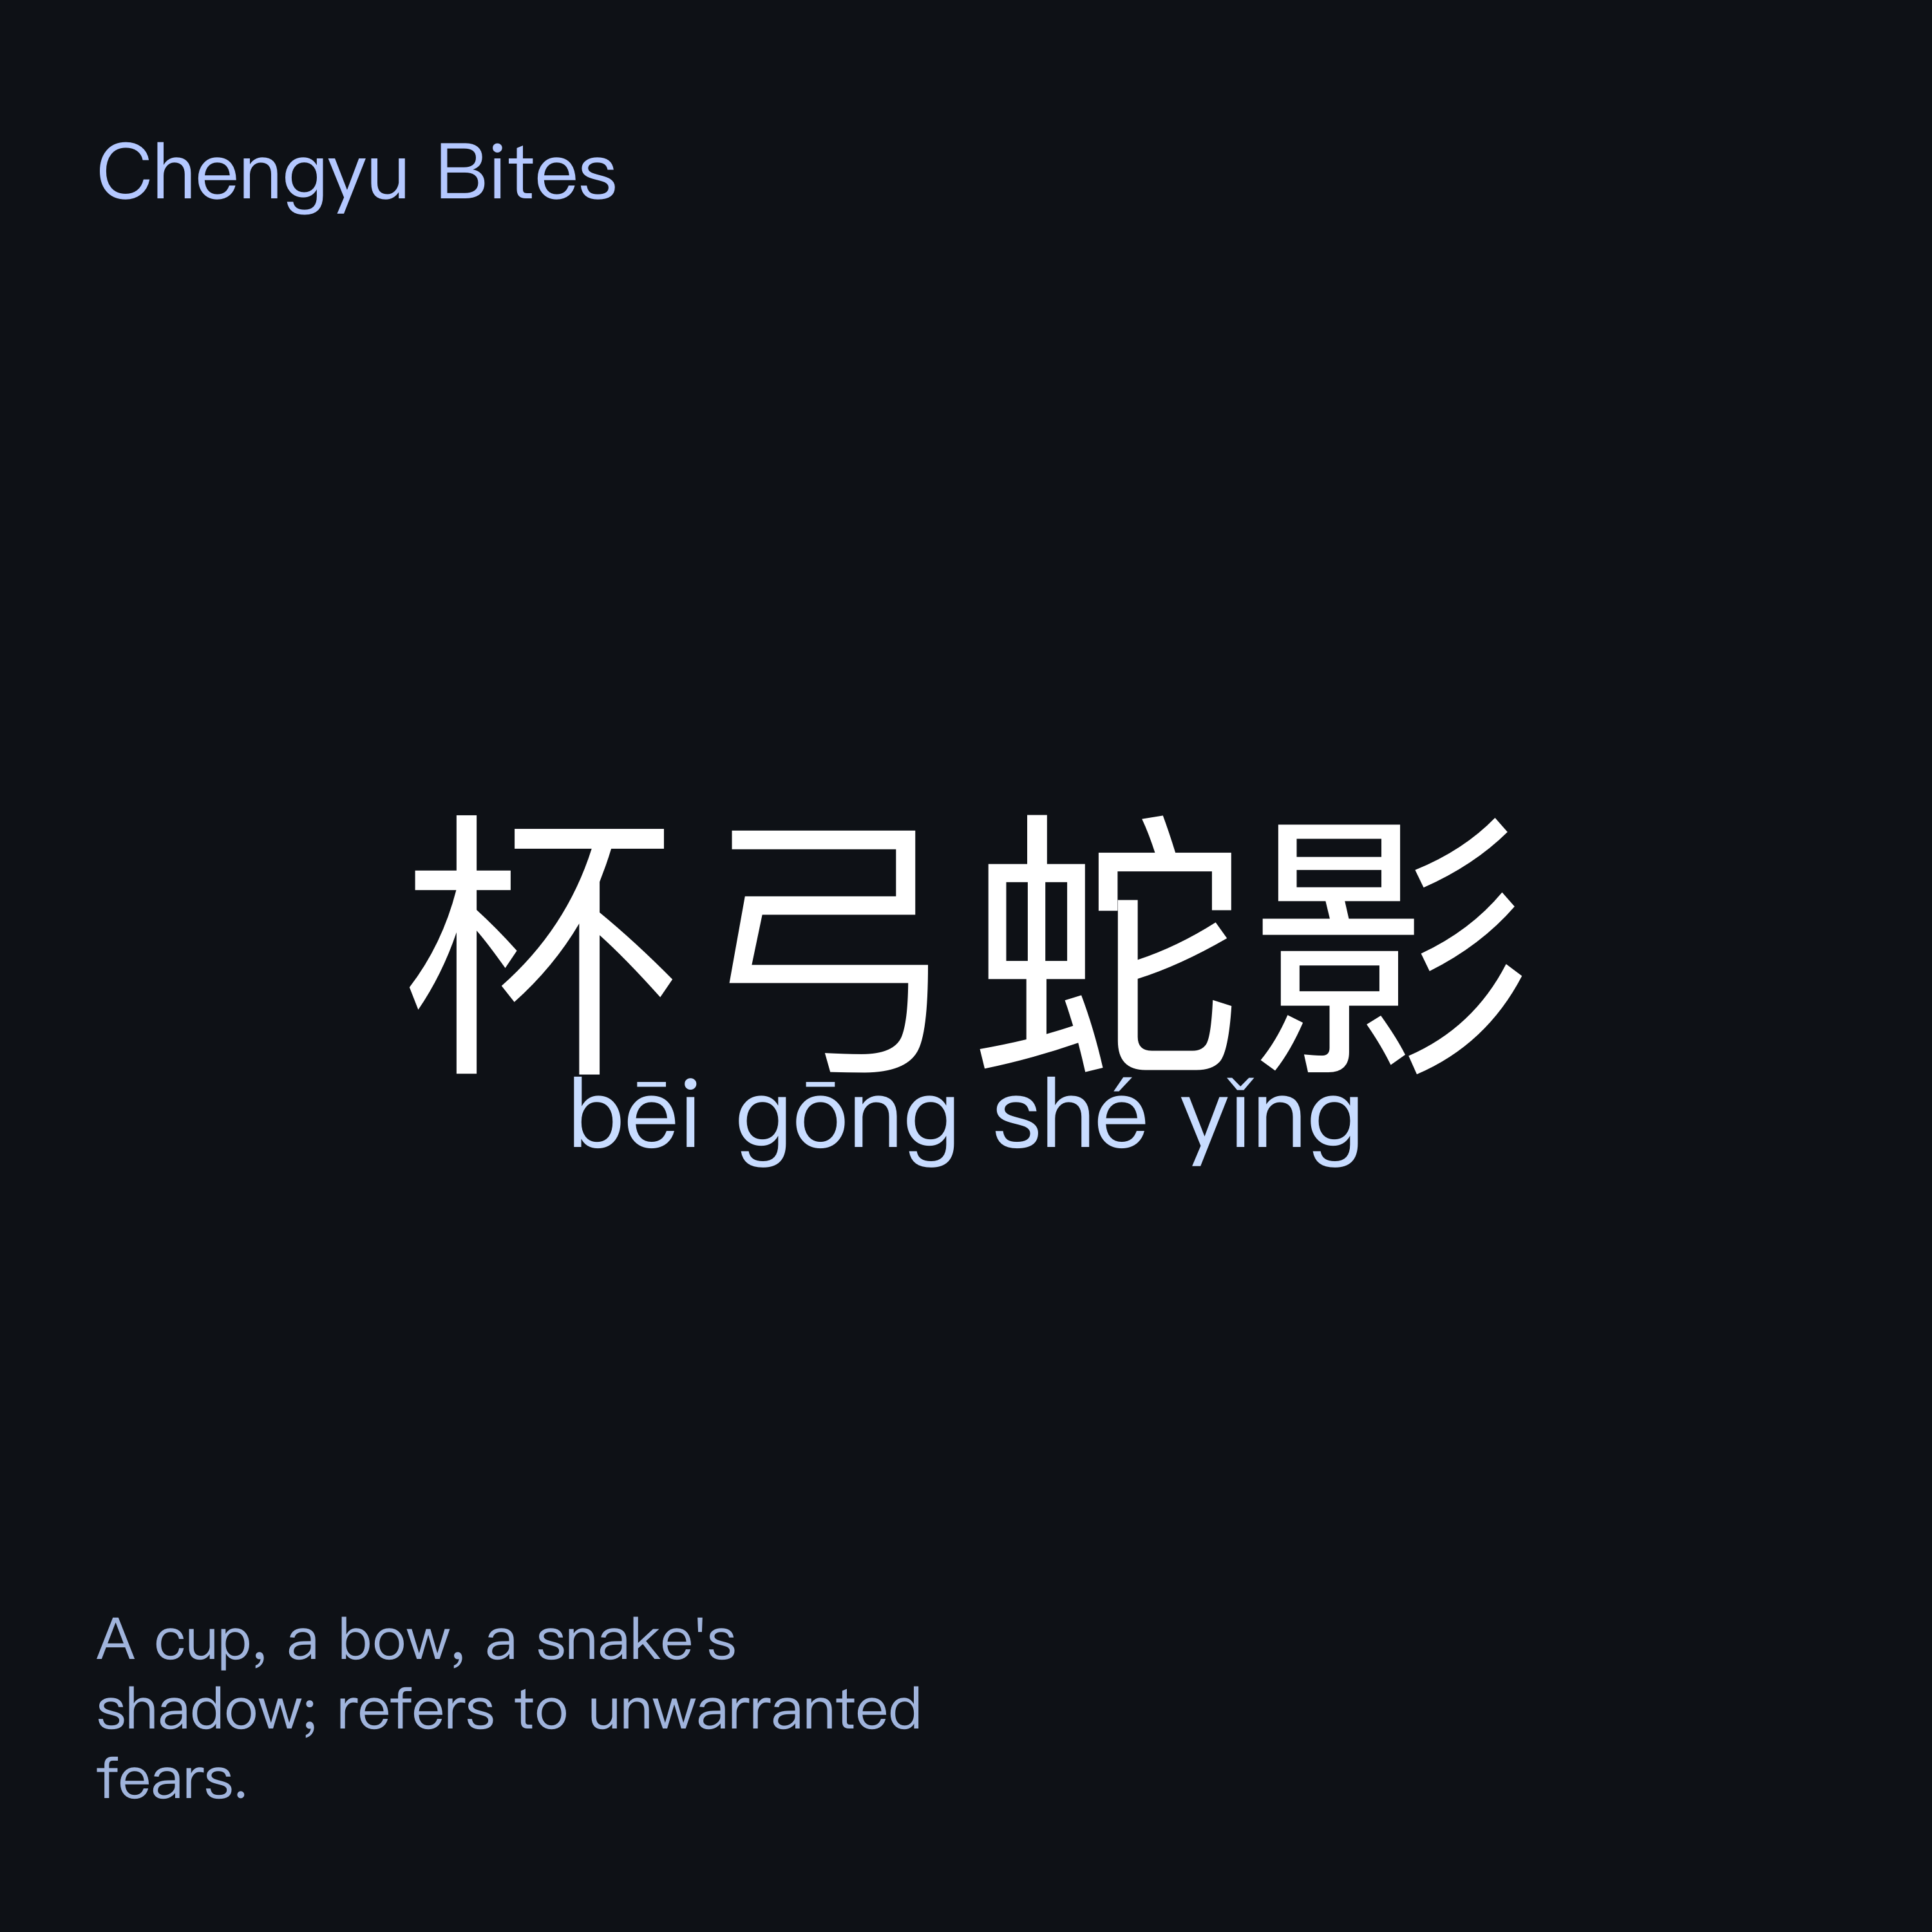 Chengyu Bites
杯弓蛇影
bēi gōng shé yǐng
A cup, a bow, a snake's
shadow; refers to unwarranted
fears.